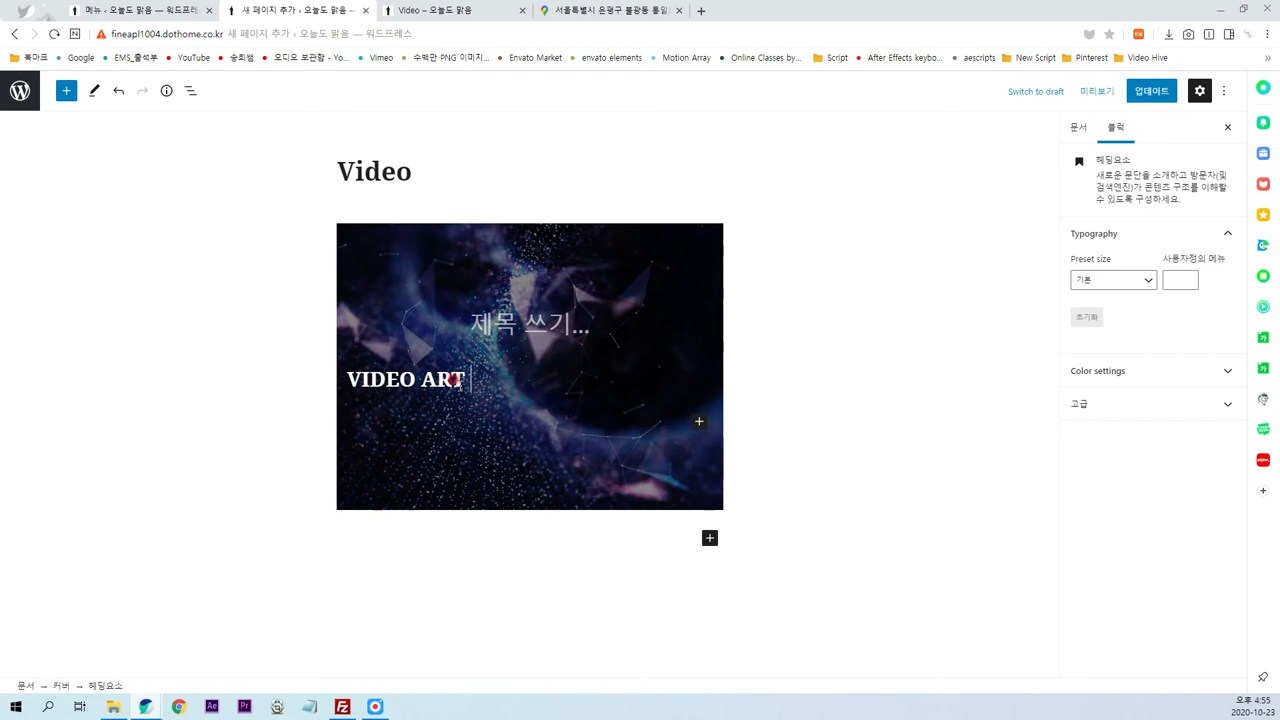 메뉴 ‹ 오늘도 맑음 — 워드프레스
새 페이지 추가 ‹ 오늘도 맑음 —
Video – 오늘도 맑음
서울특별시 은평구 불광동 통일
fineapl1004.dothome.co.kr 새 페이지 추가 ‹ 오늘도 맑음 — 워드프레스
북마크 Google EMS_출석부 YouTube 승희쌤 오디오 보관함 - Yo... Vimeo 수백만 PNG 이미지... Envato Market envato elements Motion Array Online Classes by... Script After Effects keybo... aescripts New Script Pinterest Video Hive
Switch to draft 미리보기 업데이트
문서 블럭
헤딩요소
새로운 문단을 소개하고 방문자(및
검색엔진)가 콘텐츠 구조를 이해할
수 있도록 구성하세요.
Typography
Preset size 사용자정의 메뉴
기본
초기화
Color settings
고급
Video
제목 쓰기...
VIDEO ART
문서 → 커버 → 헤딩요소
오후 4:55
2020-10-23